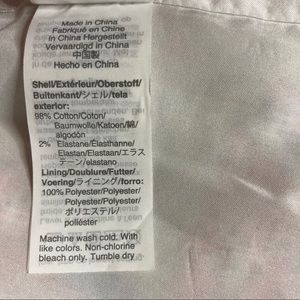 Made in China
Fabriqué en Chine
in China Hergestellt
Vervaardigd in China
中国製
Hecho en China
Shell/Extérieur/Oberstoff/
Buitenkant/シェル/tela
exterior:
98% Cotton/Coton/
Baumwolle/Katoen/綿/
algodón
2% Elastane/Élasthanne/
Elastan/Elastaan/エラス
テーン/elastano
Lining/Doublure/Futter/
Voering/ライニング/forro:
100% Polyester/Polyester/
Polyester/Polyester/
ポリエステル/
poliéster
Machine wash cold. With
like colors. Non-chlorine
bleach only. Tumble dry